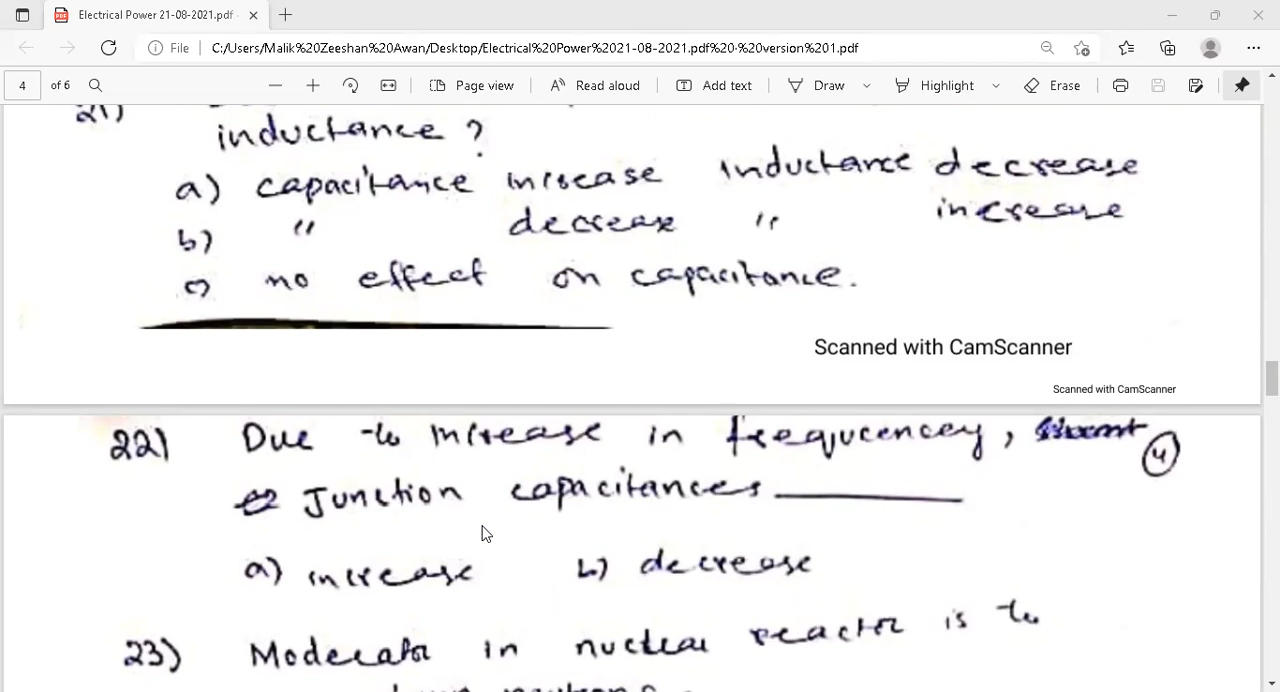 Electrical Power 21-08-2021.pdf
File C:/Users/Malik%20Zeeshan%20Awan/Desktop/Electrical%20Power%2021-08-2021.pdf%20-%20version%201.pdf
4 of 6 Page view Read aloud Add text Draw Highlight Erase
21)
inductance ?
a) capacitance increase inductance decrease
b) " decrease " increase
c) no effect on capacitance.
Scanned with CamScanner
Scanned with CamScanner
22) Due to increase in frequcencey,
4
Junction capacitances ______
a) increase b) decrease
23) Moderator in nuclear reactor is to